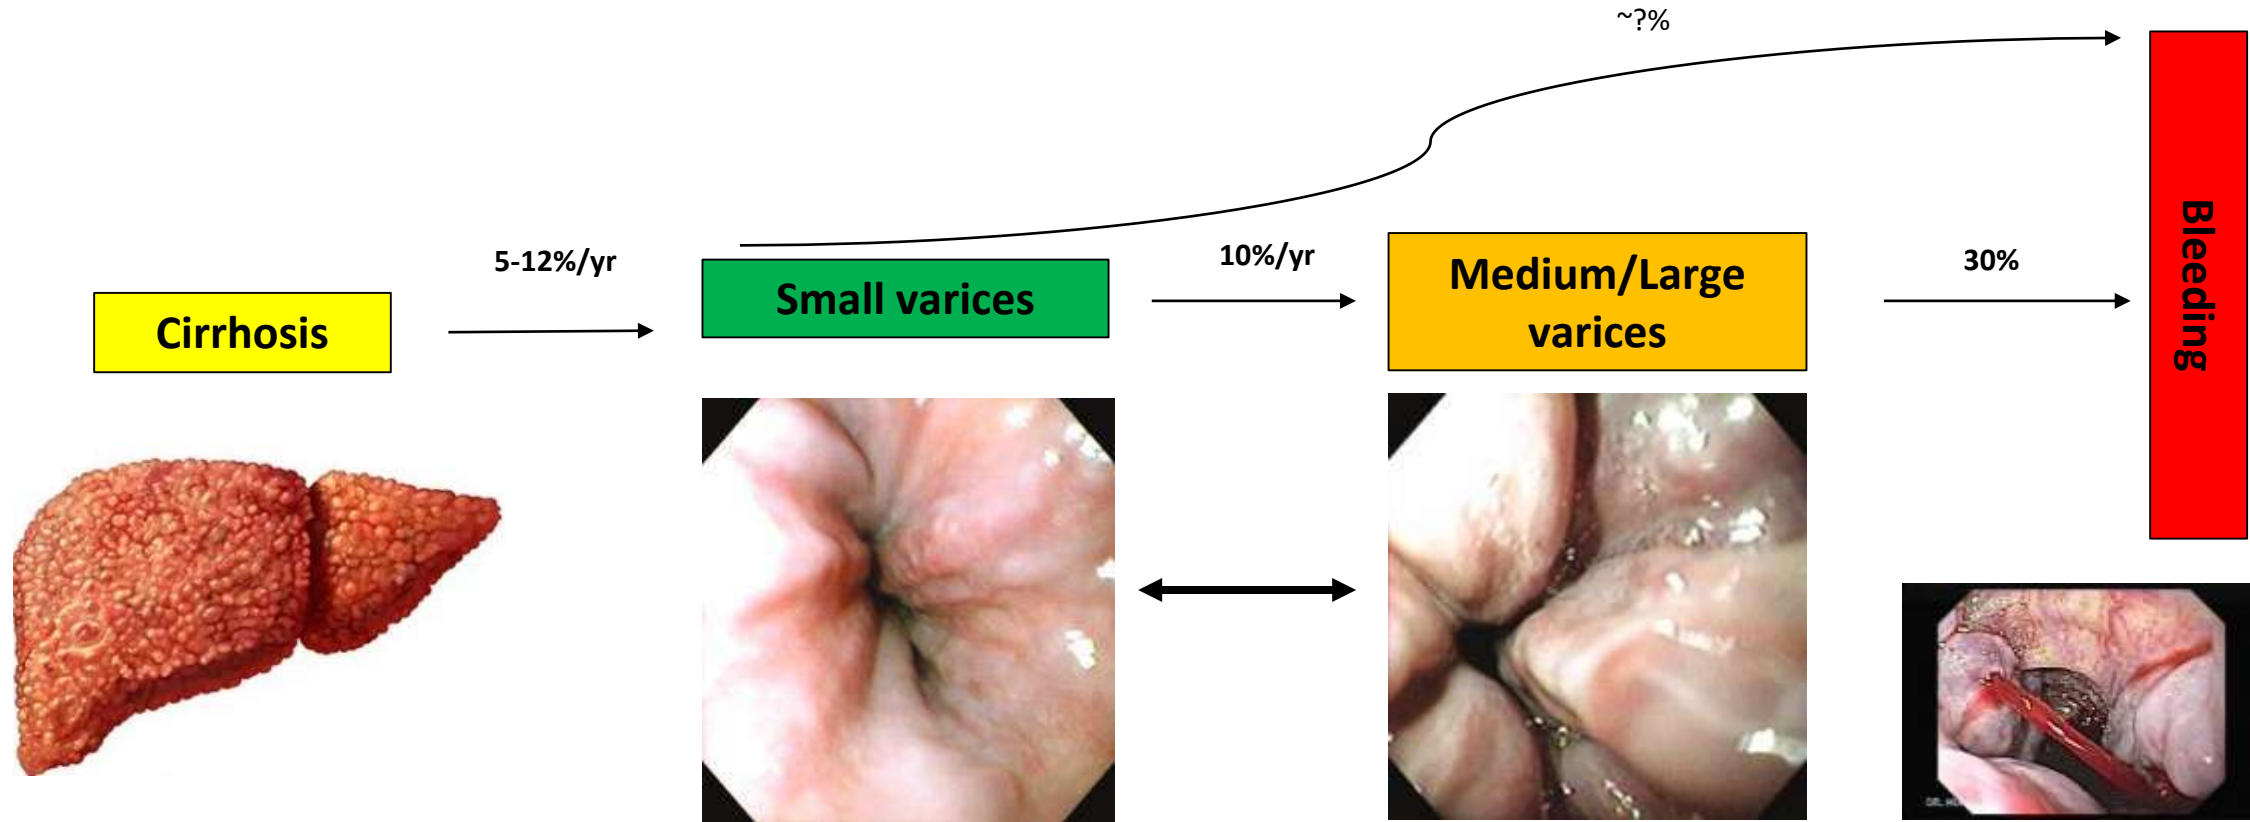 ~?%
5-12%/yr
10%/yr
30%
Cirrhosis
Small varices
Medium/Large
varices
Bleeding